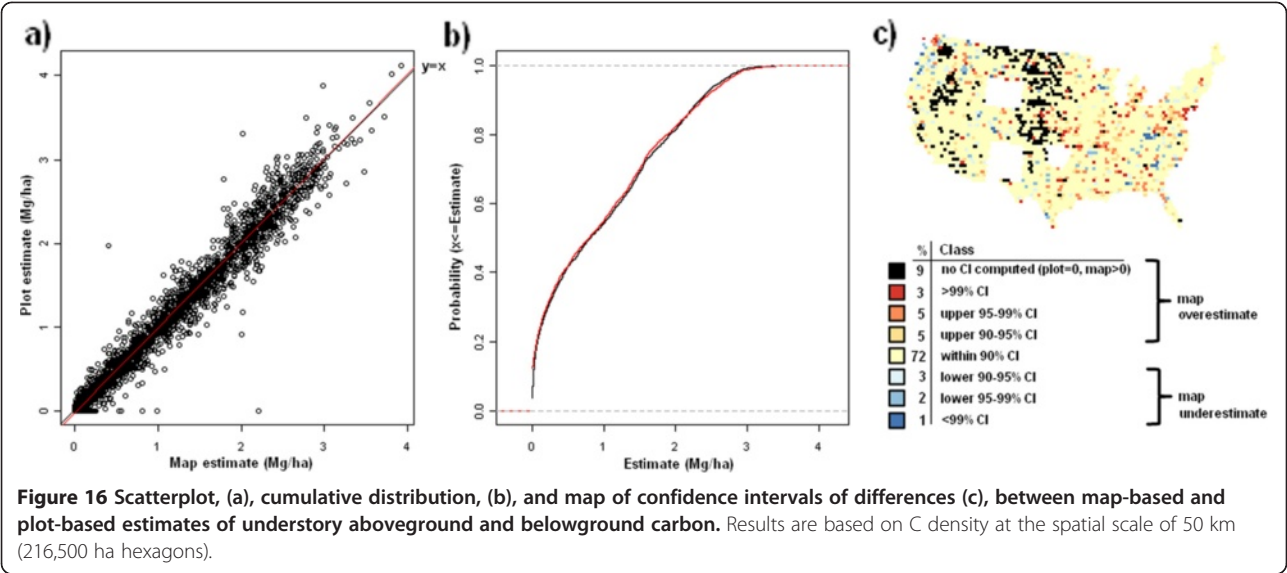 a)
y=x
4
3
2
1
0
Plot estimate (Mg/ha)
0 1 2 3 4
Map estimate (Mg/ha)
b)
1.0
0.8
0.6
0.4
0.2
0.0
Probability (x<=Estimate)
0 1 2 3 4
Estimate (Mg/ha)
c)
% Class
9 no CI computed (plot=0, map>0)
3 >99% CI
5 upper 95-99% CI
5 upper 90-95% CI
72 within 90% CI
3 lower 90-95% CI
2 lower 95-99% CI
1 <99% CI
map
overestimate
map
underestimate
Figure 16 Scatterplot, (a), cumulative distribution, (b), and map of confidence intervals of differences (c), between map-based and
plot-based estimates of understory aboveground and belowground carbon. Results are based on C density at the spatial scale of 50 km
(216,500 ha hexagons).